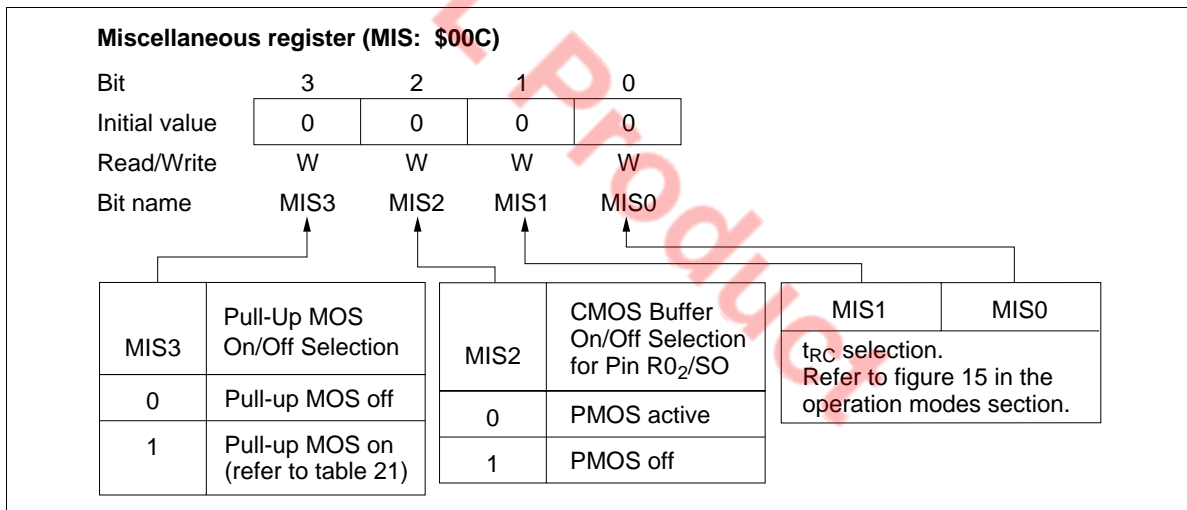 Miscellaneous register (MIS: $00C)
Bit 3 2 1 0
Initial value 0 0 0 0
Read/Write W W W W
Bit name MIS3 MIS2 MIS1 MIS0
MIS3
Pull-Up MOS
On/Off Selection
0 Pull-up MOS off
1 Pull-up MOS on
(refer to table 21)
MIS2
CMOS Buffer
On/Off Selection
for Pin R0₂/SO
0 PMOS active
1 PMOS off
MIS1 MIS0
tRC selection.
Refer to figure 15 in the
operation modes section.
L Product